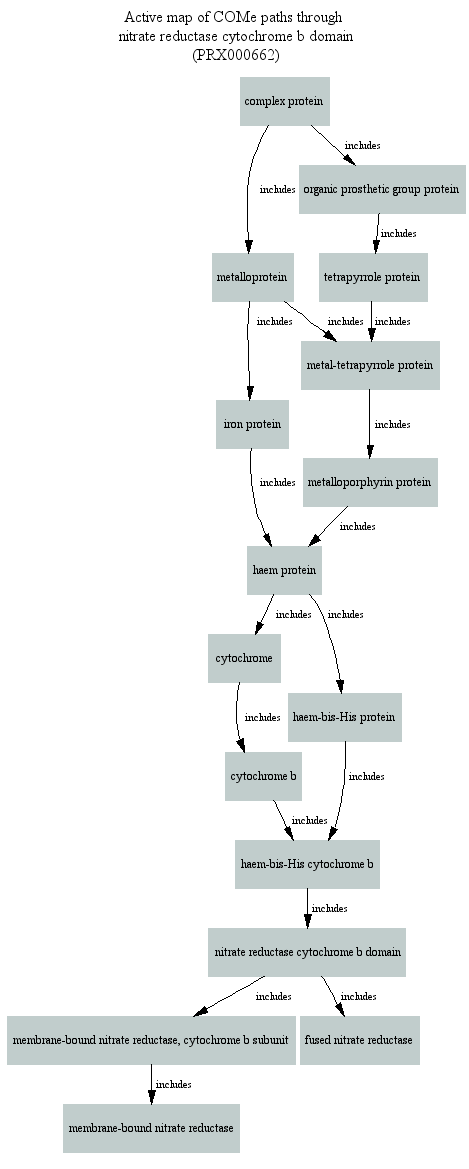 Active map of COMe paths through
nitrate reductase cytochrome b domain
(PRX000662)
complex protein
includes
includes
organic prosthetic group protein
includes
metalloprotein
tetrapyrrole protein
includes
includes
includes
metal-tetrapyrrole protein
iron protein
includes
includes
metalloporphyrin protein
includes
haem protein
includes
includes
cytochrome
includes
haem-bis-His protein
cytochrome b
includes
includes
haem-bis-His cytochrome b
includes
nitrate reductase cytochrome b domain
includes
includes
membrane-bound nitrate reductase, cytochrome b subunit
fused nitrate reductase
includes
membrane-bound nitrate reductase